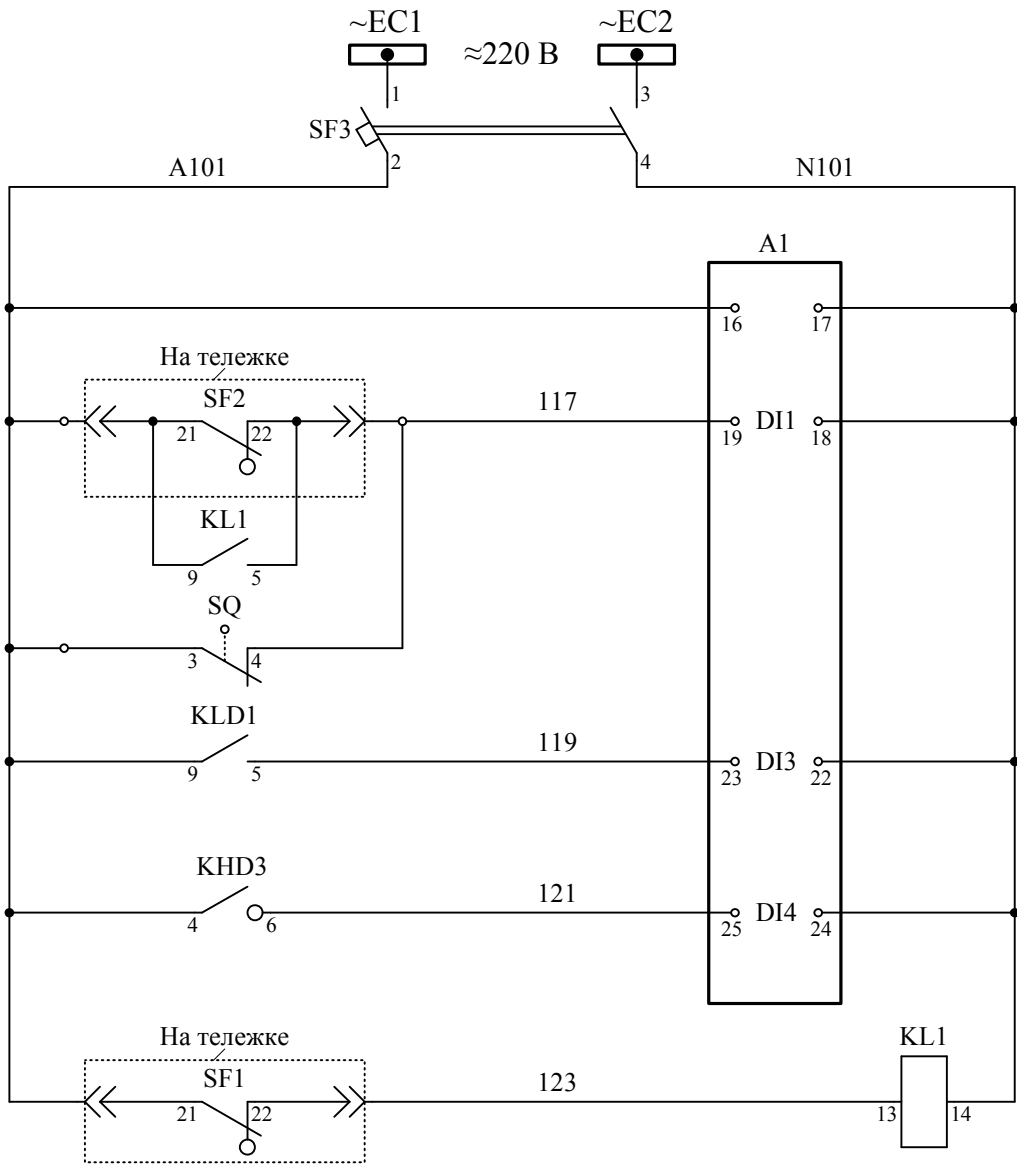 ~EC1 ≈220 В ~EC2
1 3
SF3
2 4
A101 N101
A1
16 17
На тележке
SF2
117
21 22
19 DI1 18
KL1
9 5
SQ
3 4
KLD1
119
9 5
23 DI3 22
KHD3
121
4 6
25 DI4 24
На тележке
KL1
SF1
123
21 22
13 14